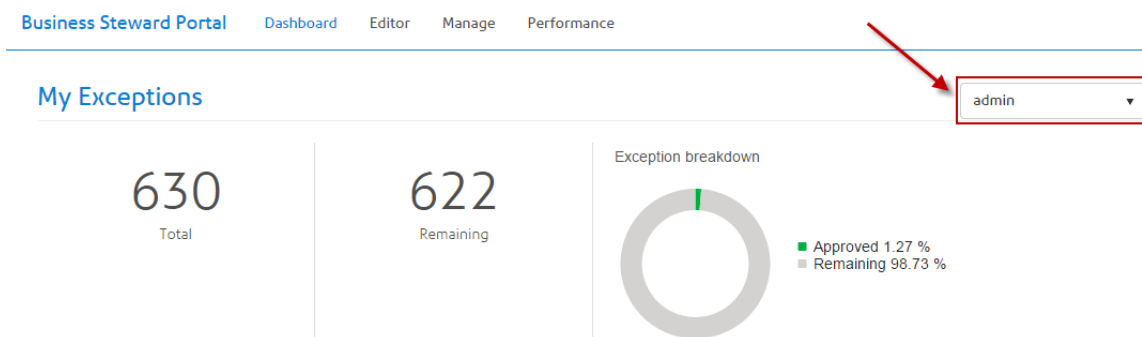 Business Steward Portal Dashboard Editor Manage Performance
My Exceptions
admin
630
Total
622
Remaining
Exception breakdown
Approved 1.27 %
Remaining 98.73 %